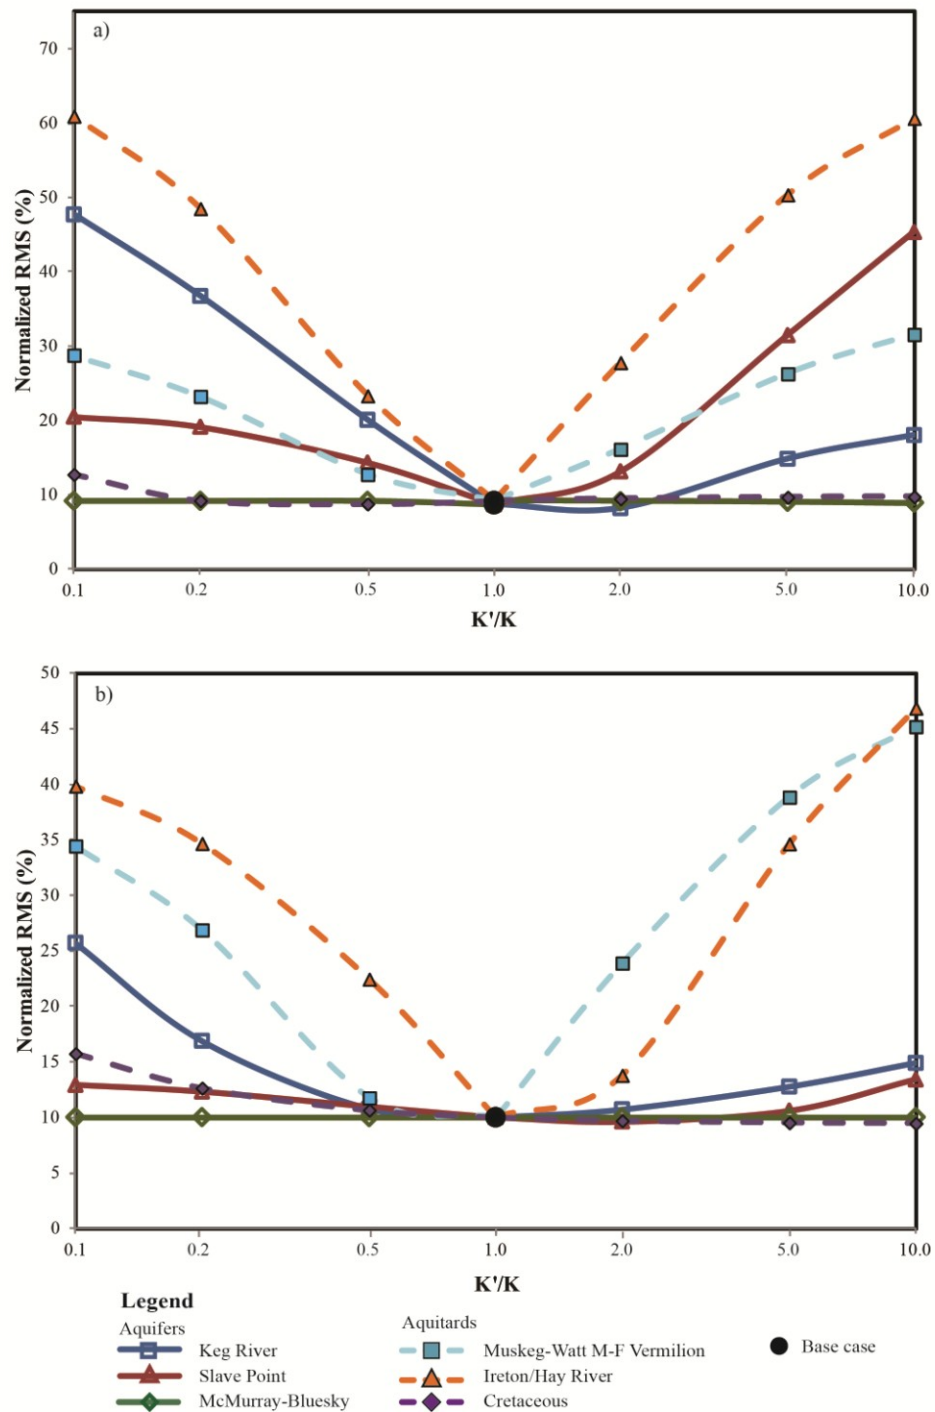 a)
70
60
50
40
30
20
10
0
Normalized RMS (%)
0.1 0.2 0.5 1.0 2.0 5.0 10.0
K'/K
b)
50
45
40
35
30
25
20
15
10
5
0
Normalized RMS (%)
0.1 0.2 0.5 1.0 2.0 5.0 10.0
K'/K
Legend
Aquifers
Keg River
Slave Point
McMurray-Bluesky
Aquitards
Muskeg-Watt M-F Vermilion
Ireton/Hay River
Cretaceous
Base case